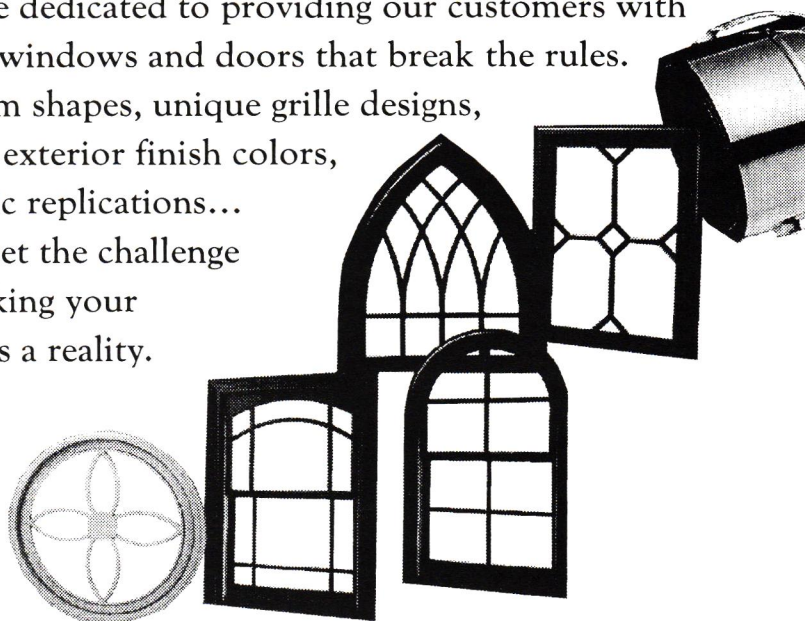 e dedicated to providing our customers with
windows and doors that break the rules.
m shapes, unique grille designs,
exterior finish colors,
c replications...
et the challenge
king your
s a reality.